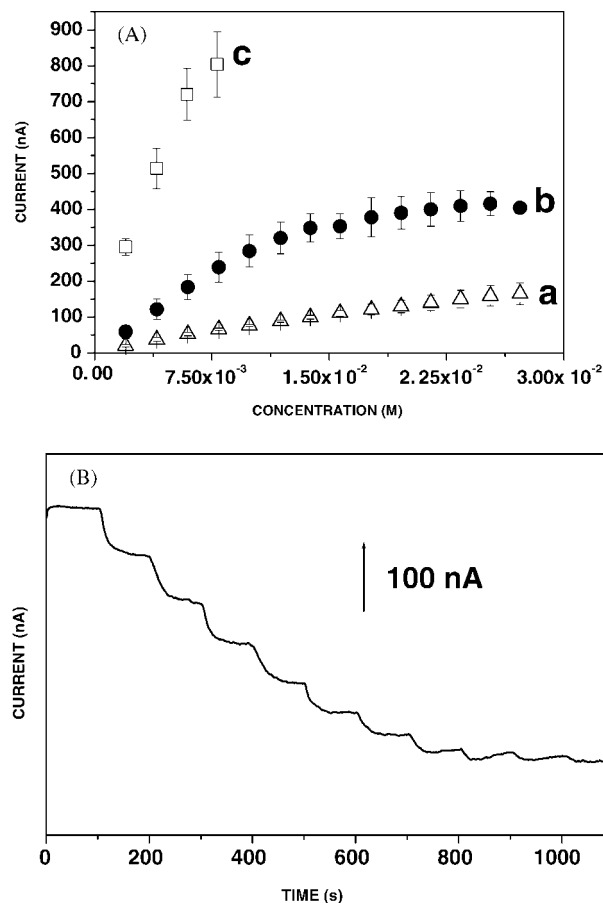 (A)
900
800
700
600
500
400
300
200
100
0
CURRENT (nA)
c
b
a
0.00
7.50x10⁻³
1.50x10⁻²
2.25x10⁻²
3.00x10⁻²
CONCENTRATION (M)
(B)
100 nA
CURRENT (nA)
0
200
400
600
800
1000
TIME (s)